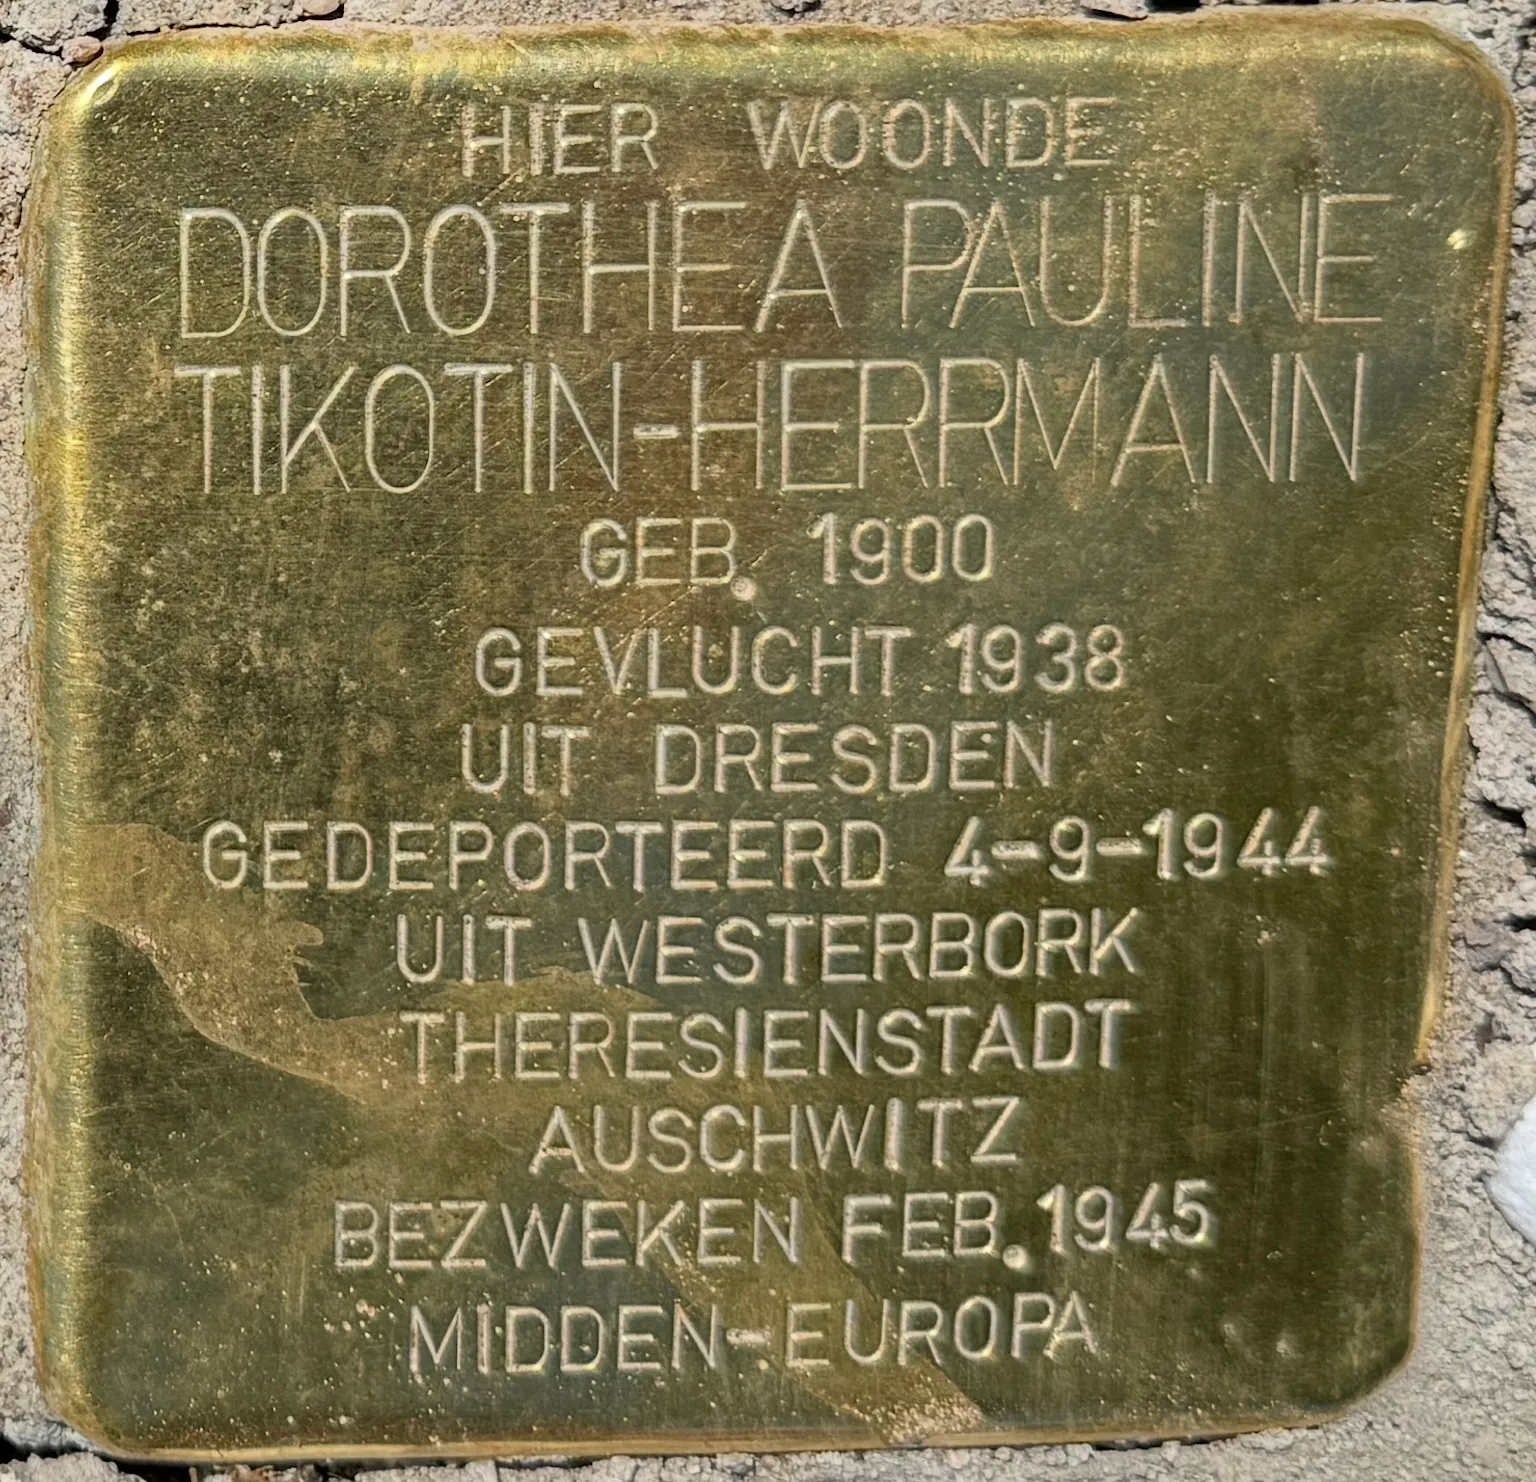 HIER WOONDE
DOROTHEA PAULINE
TIKOTIN-HERRMANN
GEB. 1900
GEVLUCHT 1938
UIT DRESDEN
GEDEPORTEERD 4-9-1944
UIT WESTERBORK
THERESIENSTADT
AUSCHWITZ
BEZWEKEN FEB. 1945
MIDDEN-EUROPA